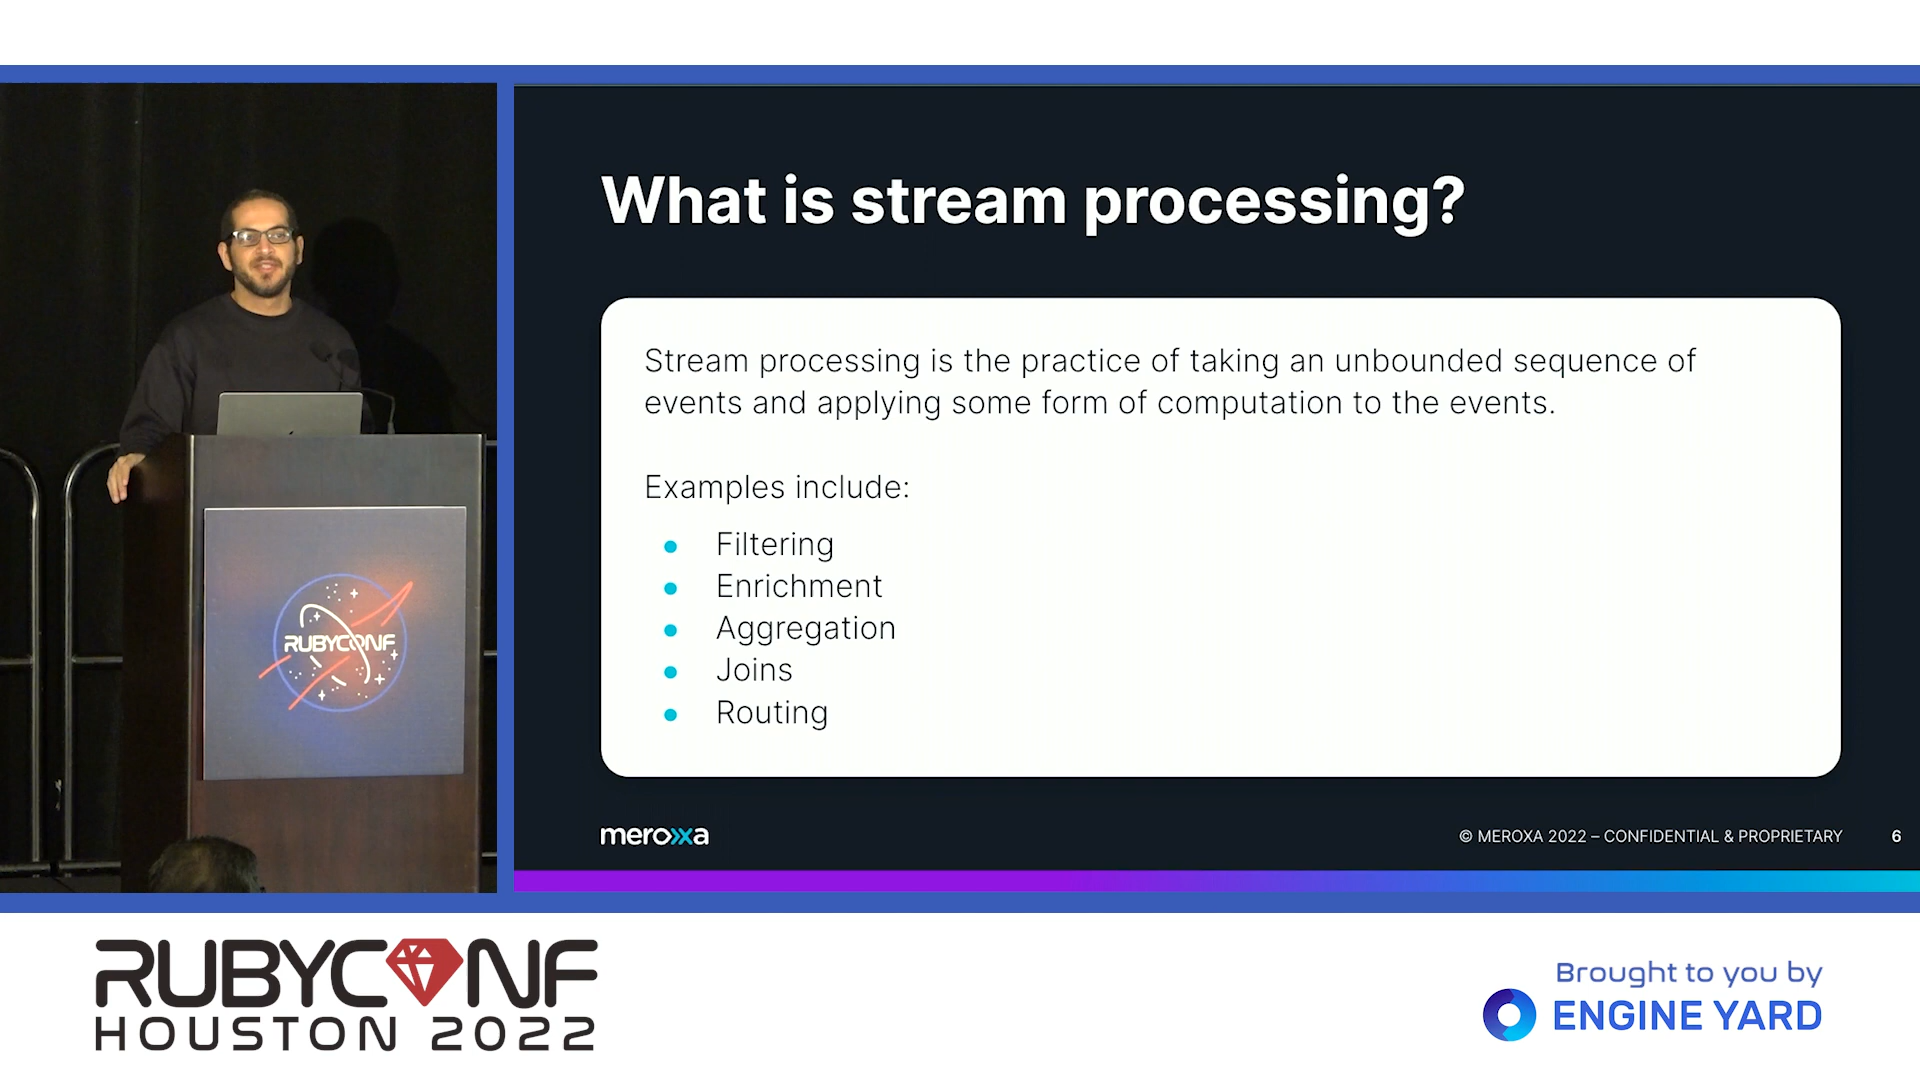 What is stream processing?
Stream processing is the practice of taking an unbounded sequence of
events and applying some form of computation to the events.
Examples include:
● Filtering
● Enrichment
● Aggregation
● Joins
● Routing
meroxa
© MEROXA 2022 – CONFIDENTIAL & PROPRIETARY 6
RUBYCONF
RUBYCONF
HOUSTON 2022
Brought to you by
ENGINE YARD